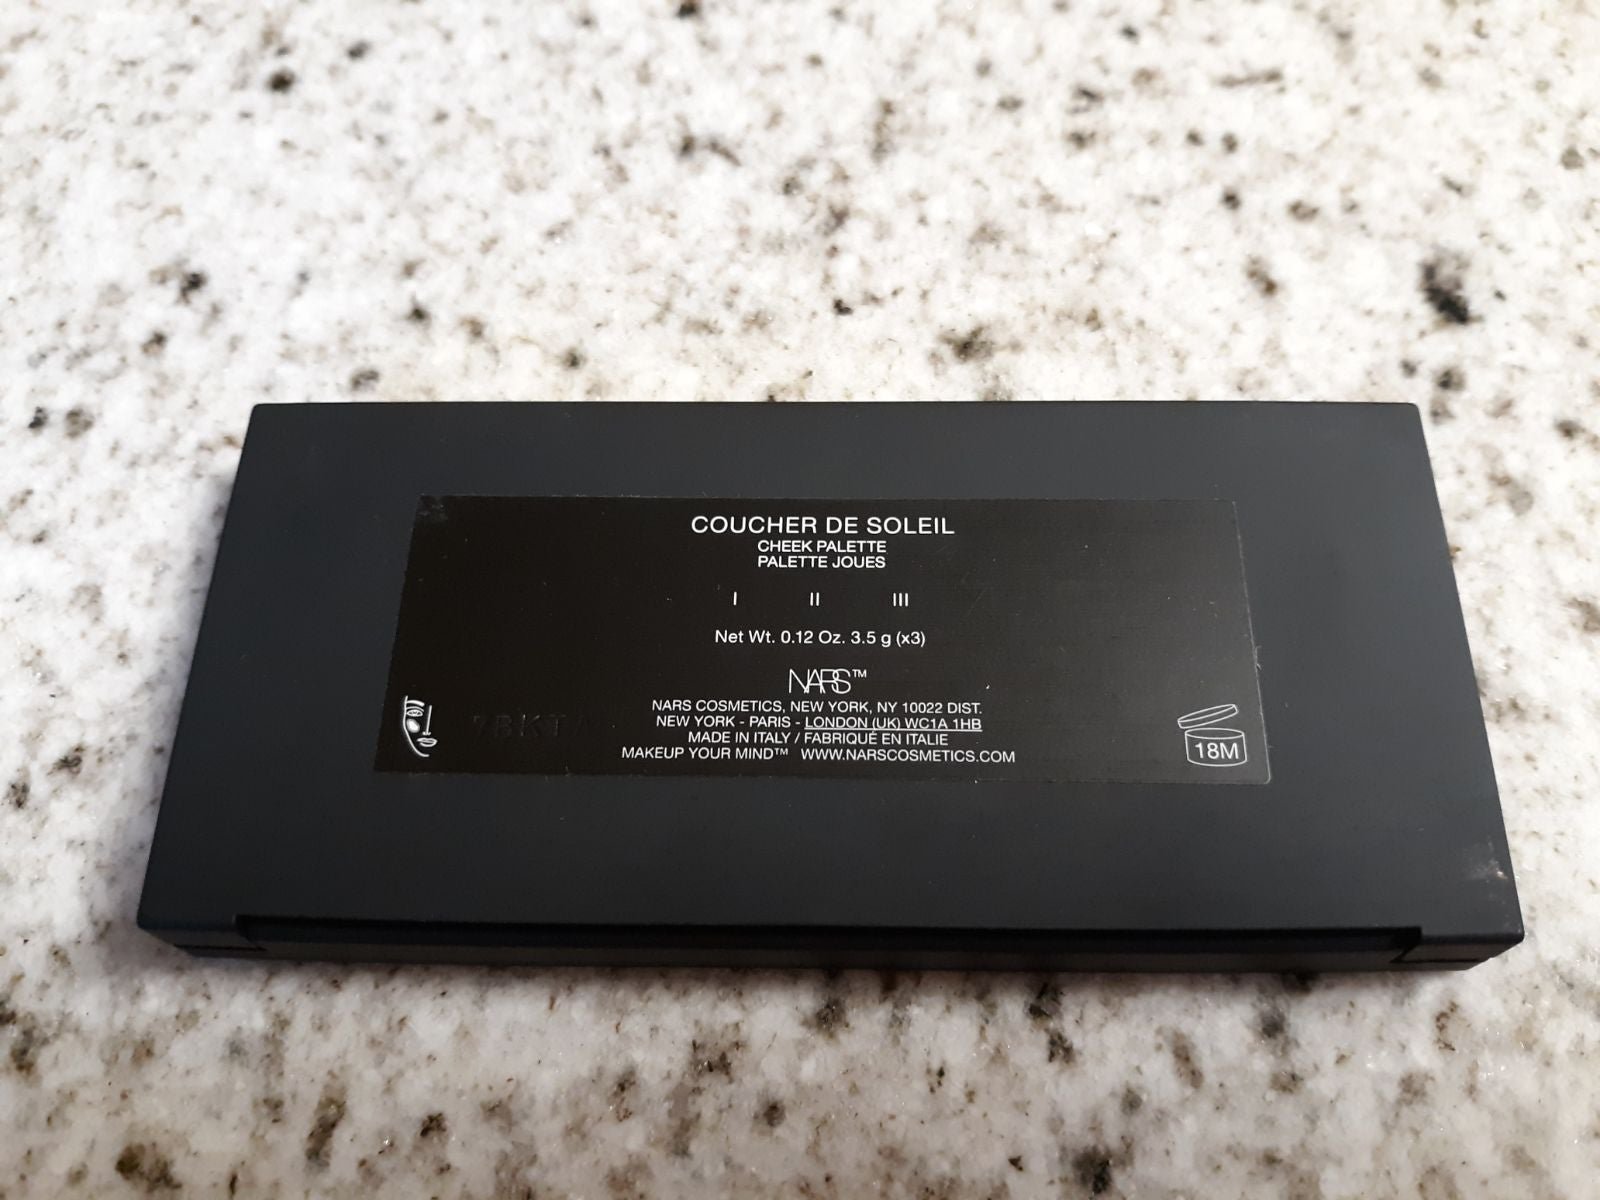 COUCHER DE SOLEIL
CHEEK PALETTE
PALETTE JOUES
I II III
Net Wt. 0.12 Oz. 3.5 g (x3)
NARS™
NARS COSMETICS, NEW YORK, NY 10022 DIST.
NEW YORK - PARIS - LONDON (UK) WC1A 1HB
MADE IN ITALY / FABRIQUÉ EN ITALIE
MAKEUP YOUR MIND™ WWW.NARSCOSMETICS.COM
18M